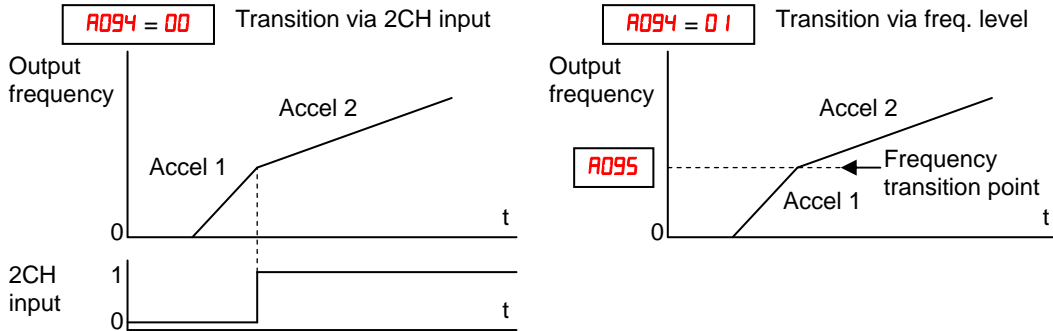 A094 = 00 Transition via 2CH input
Output
frequency
Accel 2
Accel 1
0
t
2CH
input
1
0
t
A094 = 01 Transition via freq. level
Output
frequency
Accel 2
A095
Frequency
transition point
Accel 1
0
t